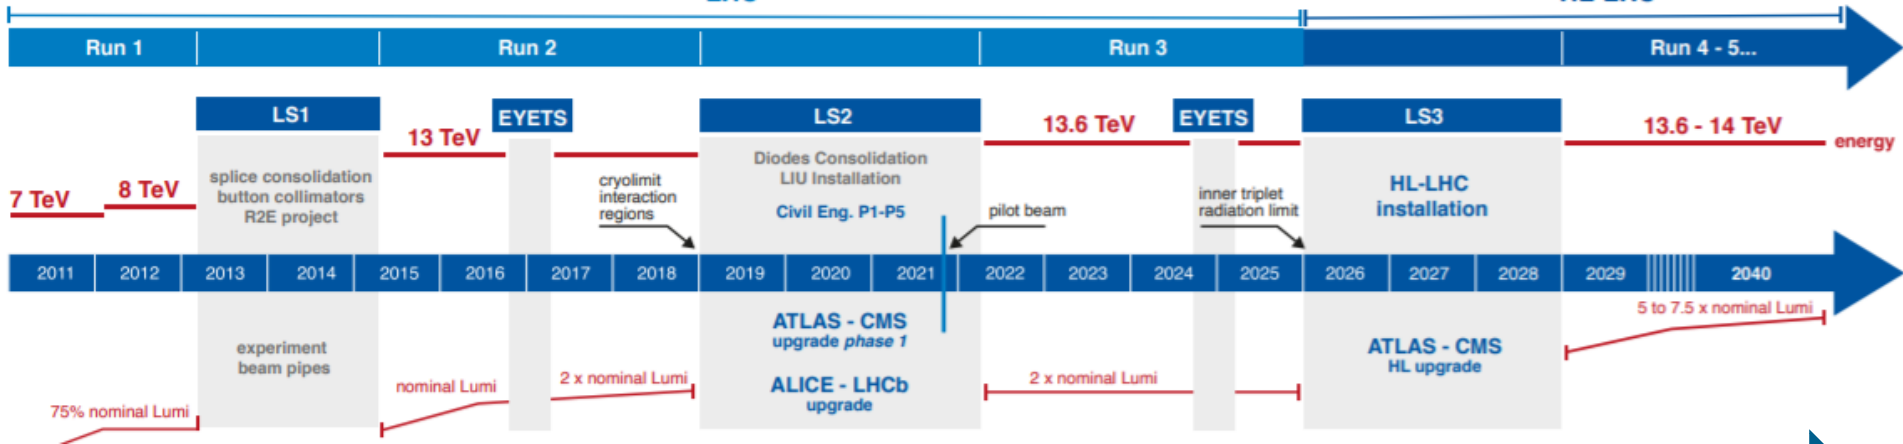 Run 1
Run 2
Run 3
Run 4 - 5...
LS1
EYETS
LS2
EYETS
LS3
13 TeV
13.6 TeV
13.6 - 14 TeV
energy
7 TeV
8 TeV
splice consolidation
button collimators
R2E project
cryolimit
interaction
regions
Diodes Consolidation
LIU Installation
Civil Eng. P1-P5
pilot beam
inner triplet
radiation limit
HL-LHC
installation
2011
2012
2013
2014
2015
2016
2017
2018
2019
2020
2021
2022
2023
2024
2025
2026
2027
2028
2029
2040
experiment
beam pipes
ATLAS - CMS
upgrade phase 1
ALICE - LHCb
upgrade
ATLAS - CMS
HL upgrade
5 to 7.5 x nominal Lumi
75% nominal Lumi
nominal Lumi
2 x nominal Lumi
2 x nominal Lumi